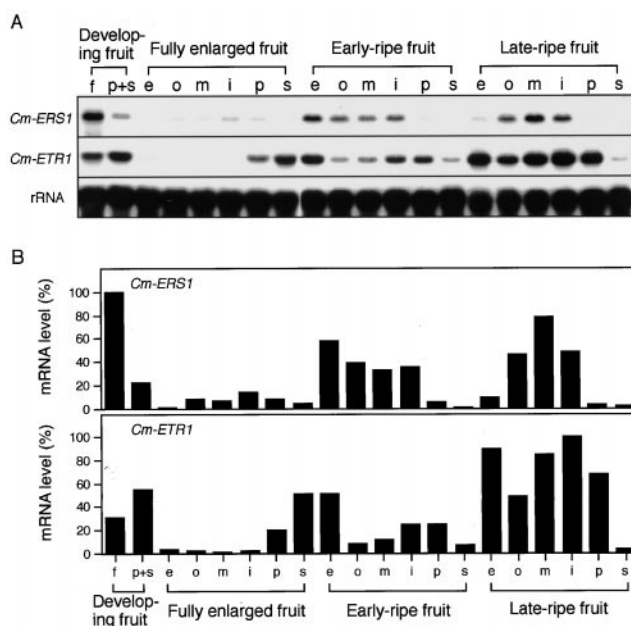 A
Develop-
ing fruit
Fully enlarged fruit
Early-ripe fruit
Late-ripe fruit
f p+s e o m i p s e o m i p s e o m i p s
Cm-ERS1
Cm-ETR1
rRNA
B
Cm-ERS1
mRNA level (%)
100
80
60
40
20
0
Cm-ETR1
mRNA level (%)
100
80
60
40
20
0
f p+s e o m i p s e o m i p s e o m i p s
Develop-
ing fruit
Fully enlarged fruit
Early-ripe fruit
Late-ripe fruit